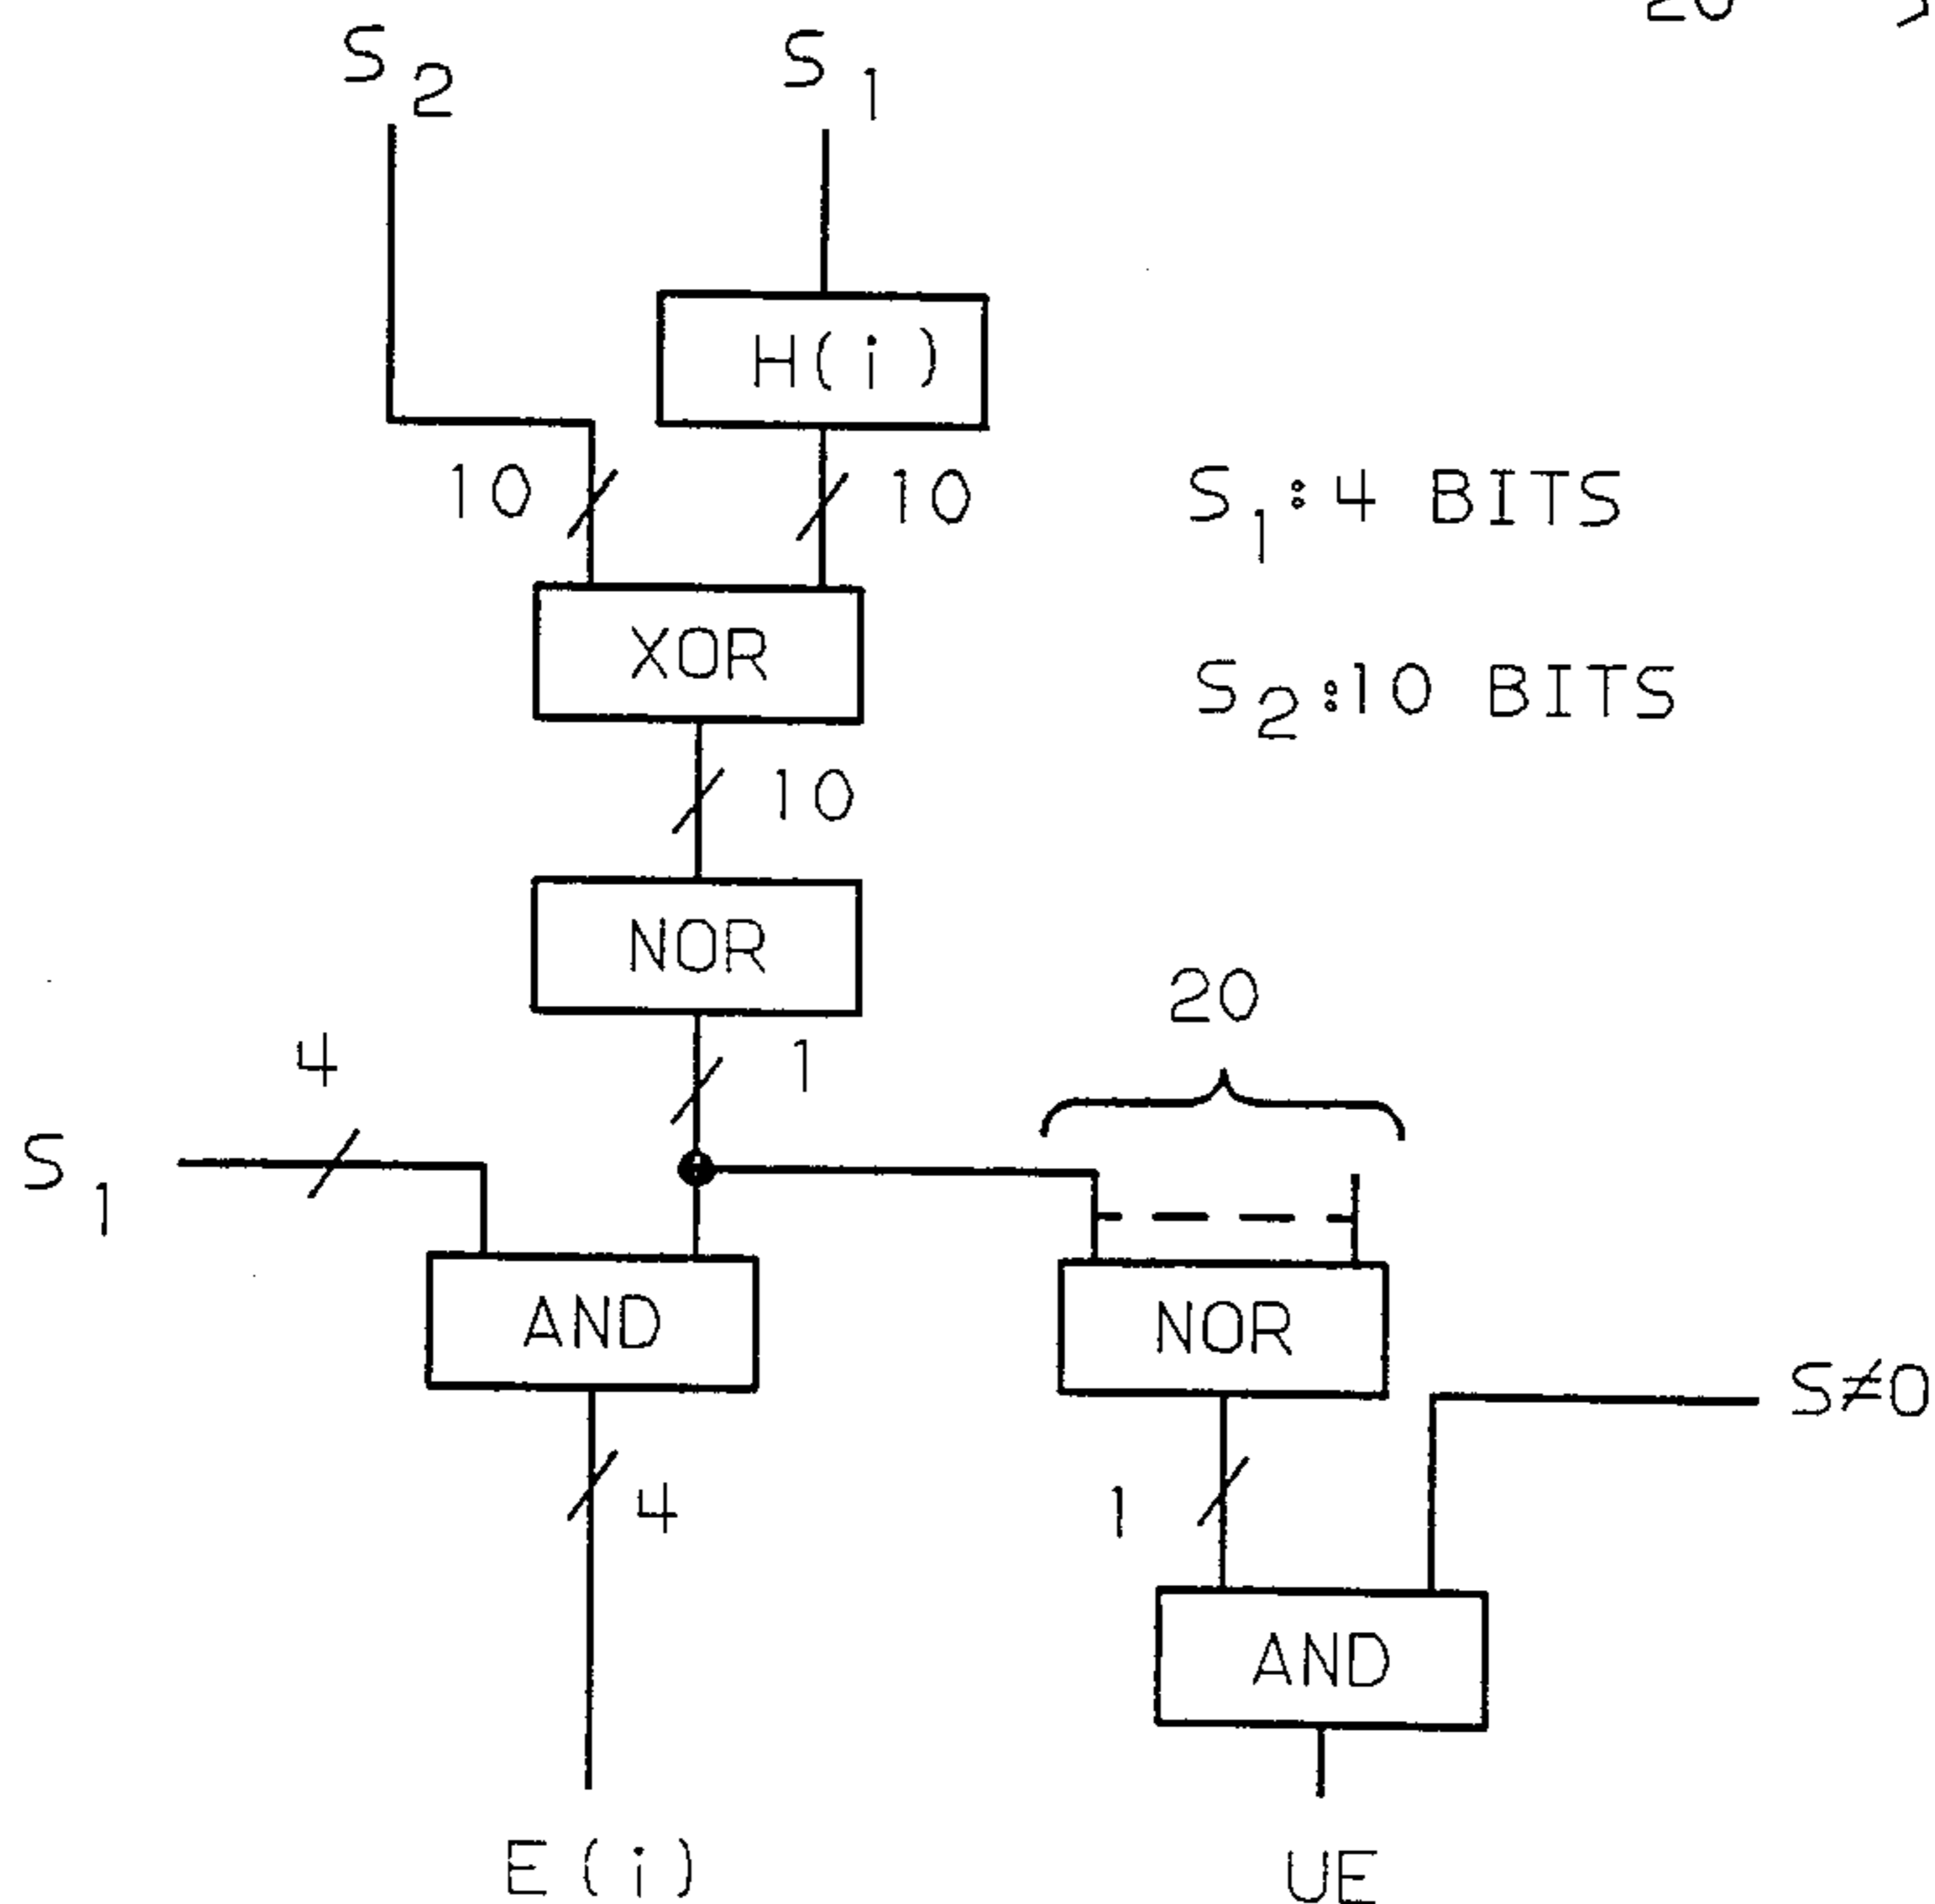 20
S2 S1
H(i)
10 10
S1:4 BITS
XOR
S2:10 BITS
10
NOR
20
4 1
S1
AND NOR
S≠0
4 1
AND
E(i) UE